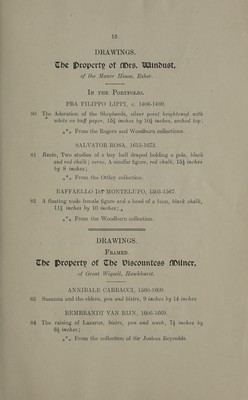 15
DRAWINGS.
The Property of Mrs. Windust,
of the Manor House, Esher.
IN THE PORTFOLIO.
FRA FILIPPO LIPPI, c. 1406-1469.
80 The Adoration of the Shepherds, silver point heightened with
white on buff paper, 15¾ inches by 10¼ inches, arched top;
*** From the Rogers and Woodburn collections.
SALVATOR ROSA, 1615-1673.
81 Recto, Two studies of a boy half draped holding a pole, black
and red chalk; verso, A similar figure, red chalk, 15¾ inches
by 8 inches;
*** From the Ottley collection.
RAFFAELLO DA MONTELUPO, 1505-1567.
82 A floating nude female figure and a head of a faun, black chalk,
11¾ inches by 10 inches;
*** From the Woodburn collection.
DRAWINGS.
FRAMED.
The Property of The Viscountess Milner,
of Great Wigsell, Hawkhurst.
ANNIBALE CARRACCI, 1560-1609.
83 Susanna and the elders, pen and bistre, 9 inches by 14 inches
REMBRANDT VAN RIJN, 1606-1669.
84 The raising of Lazarus, bistre, pen and wash, 7¼ inches by
6¼ inches;
*** From the collection of Sir Joshua Reynolds.